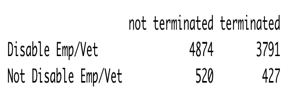 not terminated terminated
Disable Emp/Vet 4874 3791
Not Disable Emp/Vet 520 427